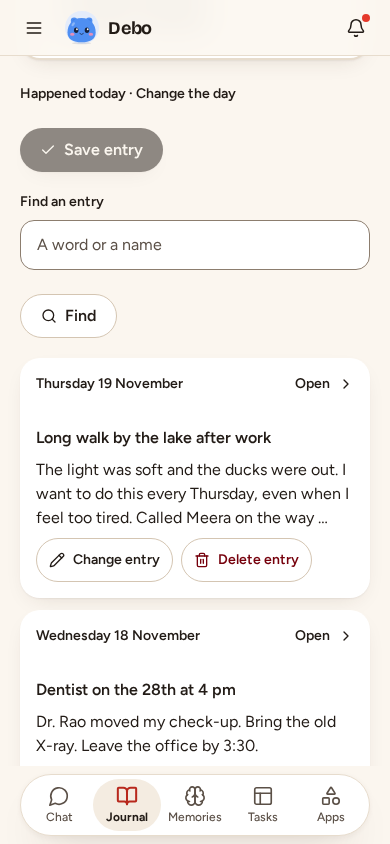 Debo
Happened today · Change the day
Save entry
Find an entry
A word or a name
Find
Thursday 19 November
Open
Long walk by the lake after work
The light was soft and the ducks were out. I
want to do this every Thursday, even when I
feel too tired. Called Meera on the way ...
Change entry
Delete entry
Wednesday 18 November
Open
Dentist on the 28th at 4 pm
Dr. Rao moved my check-up. Bring the old
X-ray. Leave the office by 3:30.
Chat
Journal
Memories
Tasks
Apps